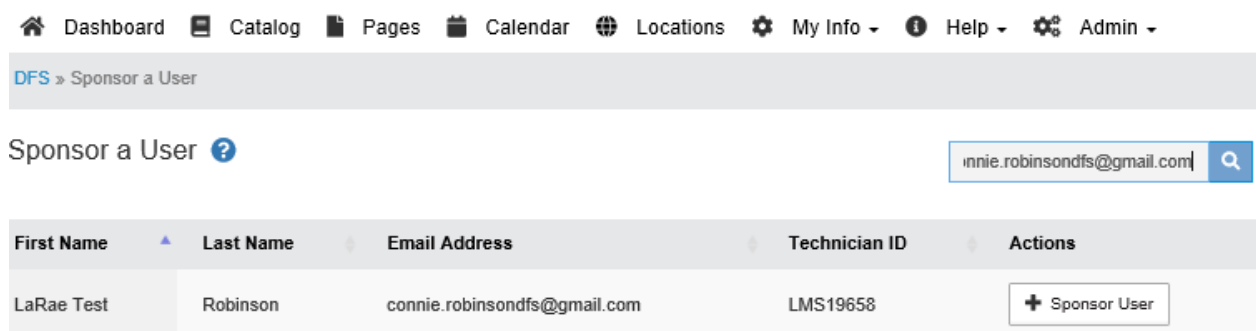 Dashboard Catalog Pages Calendar Locations My Info Help Admin
DFS » Sponsor a User
Sponsor a User ?
nnie.robinsondfs@gmail.com
First Name Last Name Email Address Technician ID Actions
LaRae Test Robinson connie.robinsondfs@gmail.com LMS19658 + Sponsor User